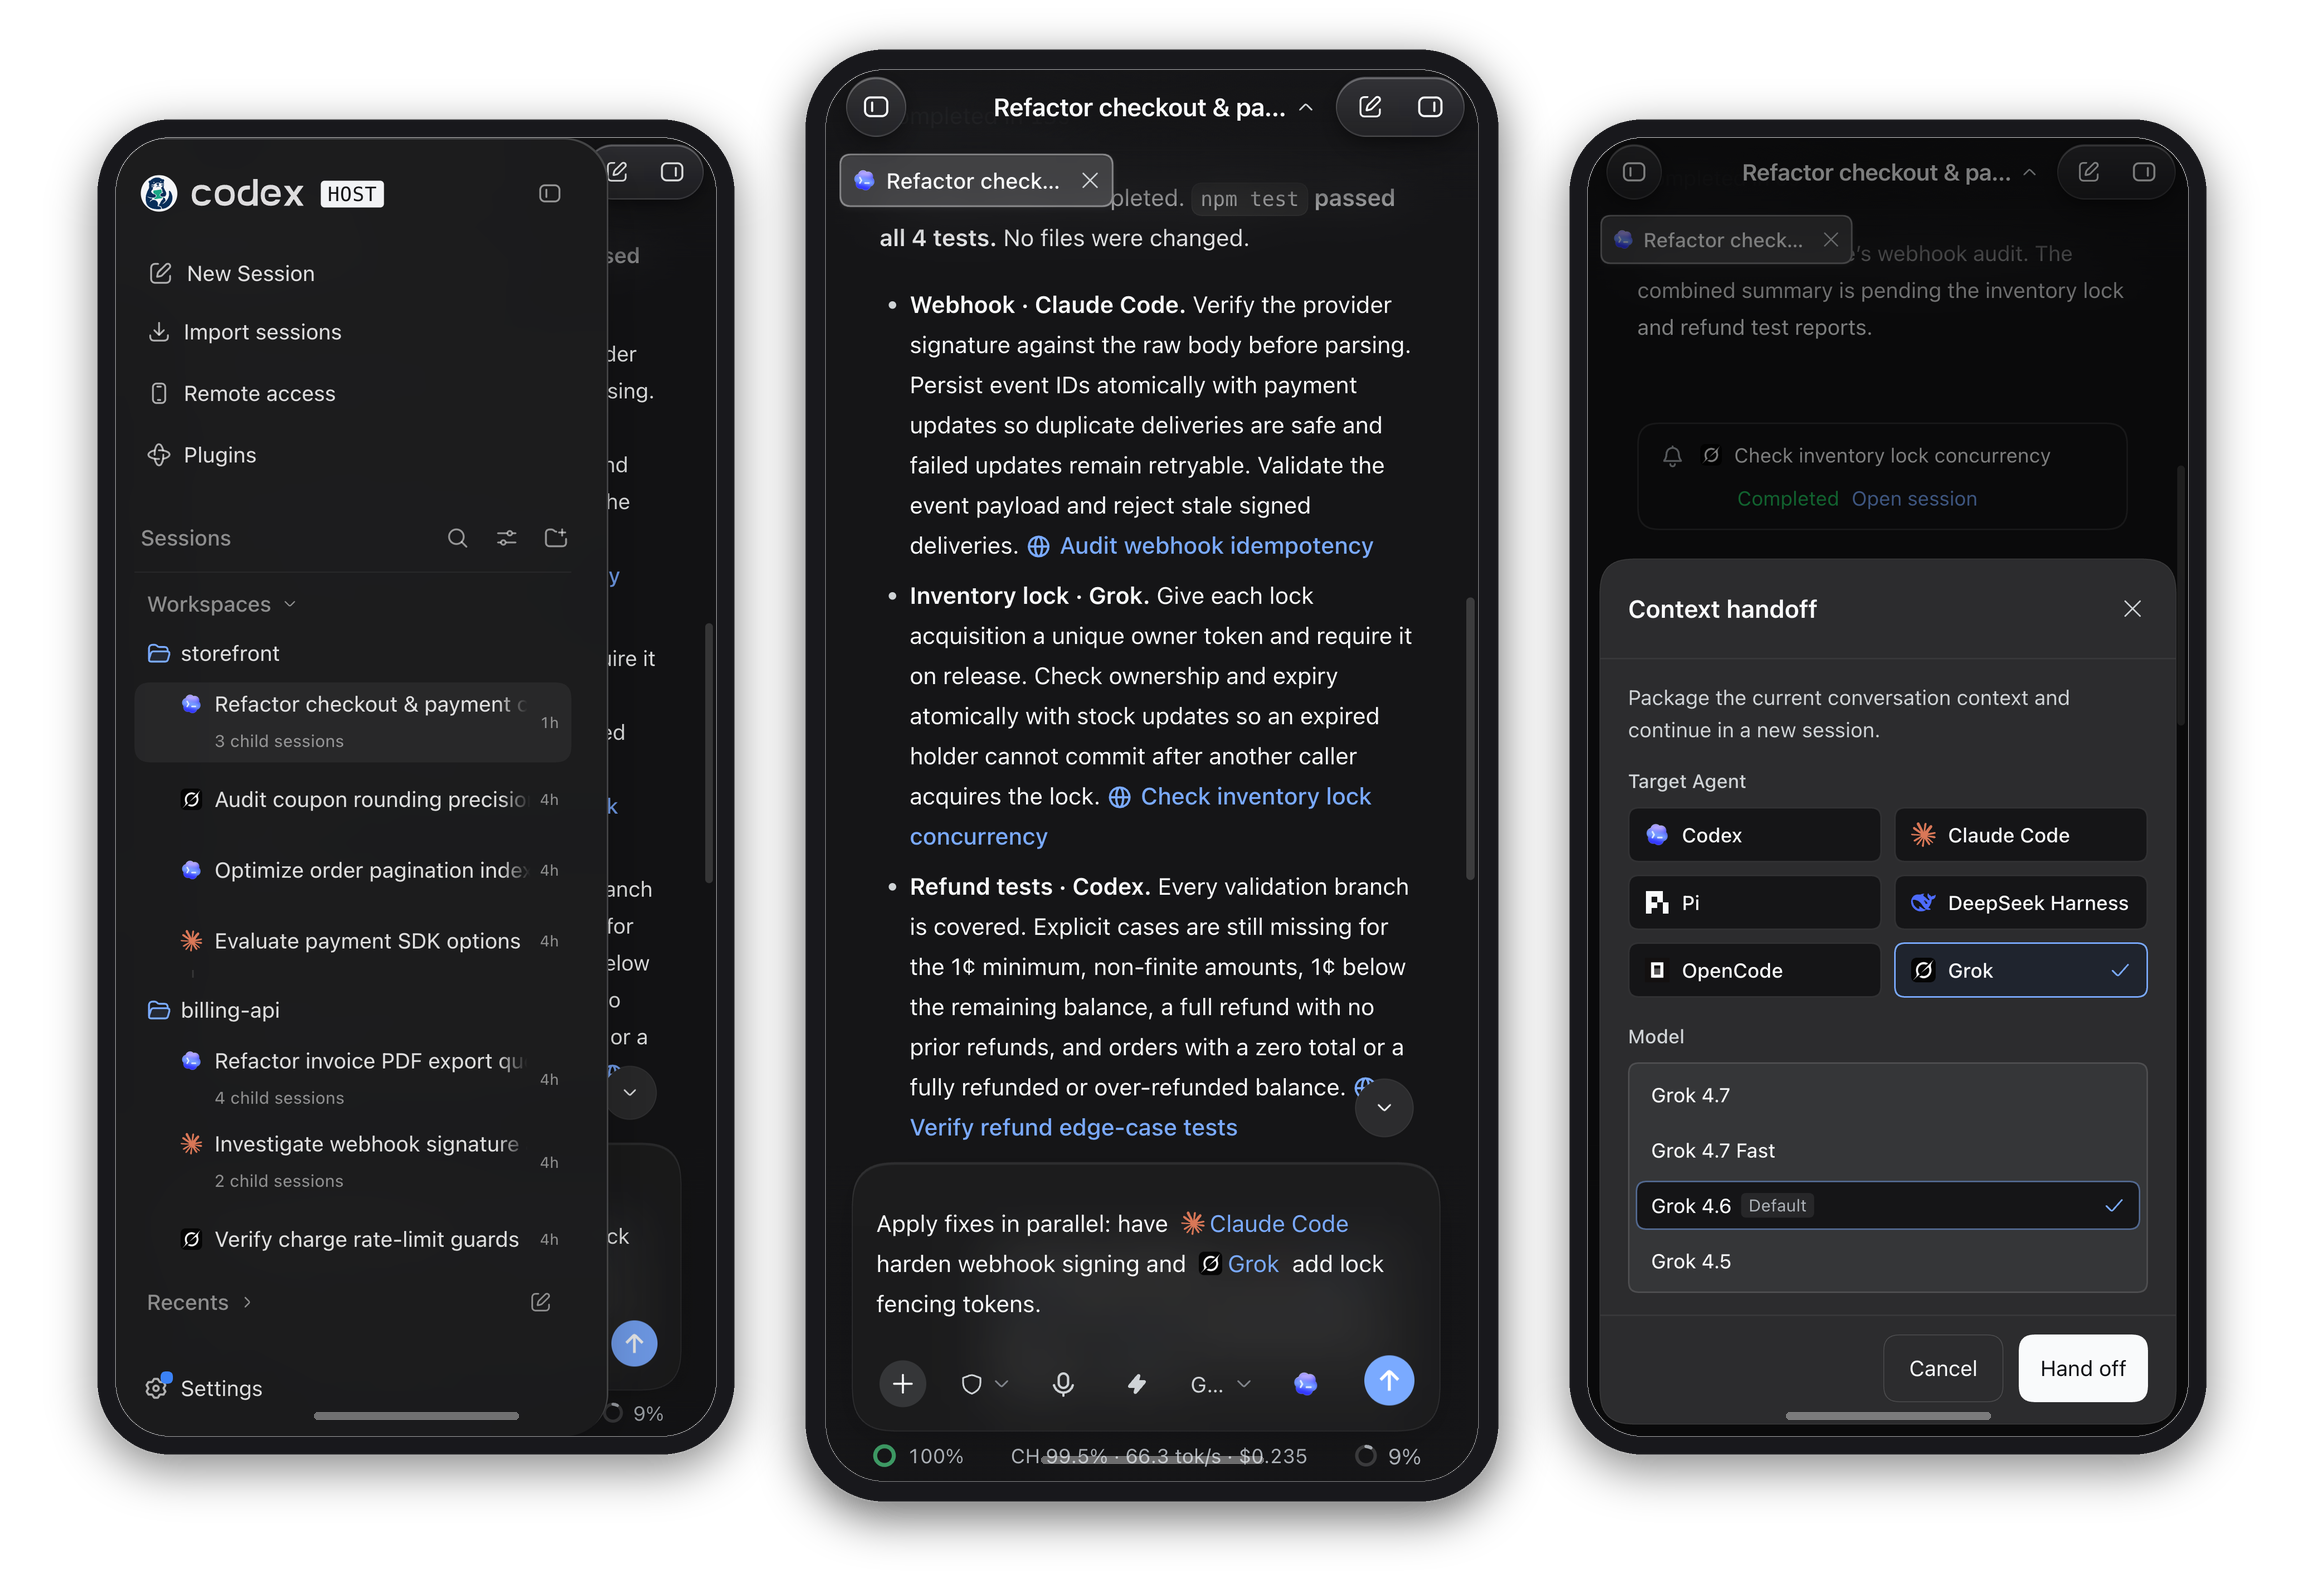 codex HOST
New Session
Import sessions
Remote access
Plugins
Sessions
Workspaces
storefront
Refactor checkout & payment
1h
3 child sessions
Audit coupon rounding precisio
4h
Optimize order pagination index
4h
Evaluate payment SDK options
4h
billing-api
Refactor invoice PDF export qu
4h
4 child sessions
Investigate webhook signature
4h
2 child sessions
Verify charge rate-limit guards
4h
Recents
Settings
sed
der
sing.
nd
he
y
uire it
ed
k
anch
for
elow
o
or a
ck
9%
Refactor checkout & pa...
Refactor check...
pleted. npm test passed
all 4 tests. No files were changed.
• Webhook · Claude Code. Verify the provider
signature against the raw body before parsing.
Persist event IDs atomically with payment
updates so duplicate deliveries are safe and
failed updates remain retryable. Validate the
event payload and reject stale signed
deliveries. Audit webhook idempotency
• Inventory lock · Grok. Give each lock
acquisition a unique owner token and require it
on release. Check ownership and expiry
atomically with stock updates so an expired
holder cannot commit after another caller
acquires the lock. Check inventory lock
concurrency
• Refund tests · Codex. Every validation branch
is covered. Explicit cases are still missing for
the 1¢ minimum, non-finite amounts, 1¢ below
the remaining balance, a full refund with no
prior refunds, and orders with a zero total or a
fully refunded or over-refunded balance.
Verify refund edge-case tests
Apply fixes in parallel: have Claude Code
harden webhook signing and Grok add lock
fencing tokens.
G...
100%
CH 99.5% · 66.3 tok/s · $0.235
9%
Refactor checkout & pa...
Refactor check...
e's webhook audit. The
combined summary is pending the inventory lock
and refund test reports.
Check inventory lock concurrency
Completed Open session
Context handoff
Package the current conversation context and
continue in a new session.
Target Agent
Codex
Claude Code
Pi
DeepSeek Harness
OpenCode
Grok
Model
Grok 4.7
Grok 4.7 Fast
Grok 4.6 Default
Grok 4.5
Cancel
Hand off